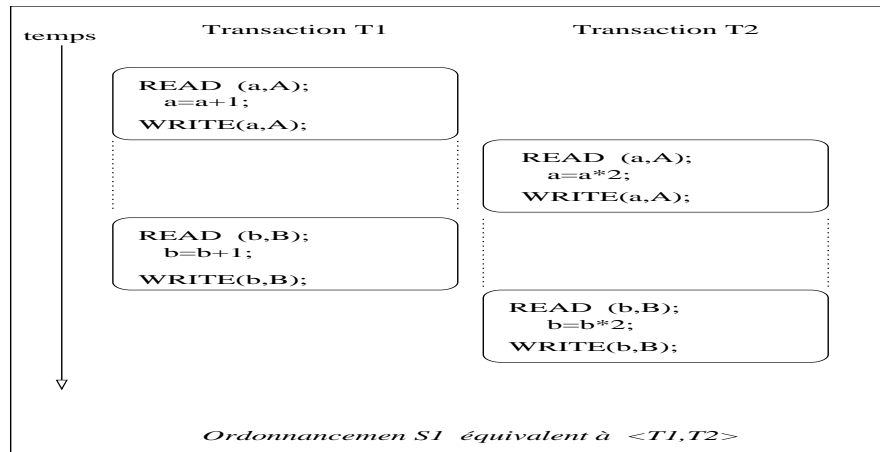 temps
Transaction T1
Transaction T2
READ (a,A);
a=a+1;
WRITE(a,A);
READ (a,A);
a=a*2;
WRITE(a,A);
READ (b,B);
b=b+1;
WRITE(b,B);
READ (b,B);
b=b*2;
WRITE(b,B);
Ordonnancemen S1 équivalent à <T1,T2>